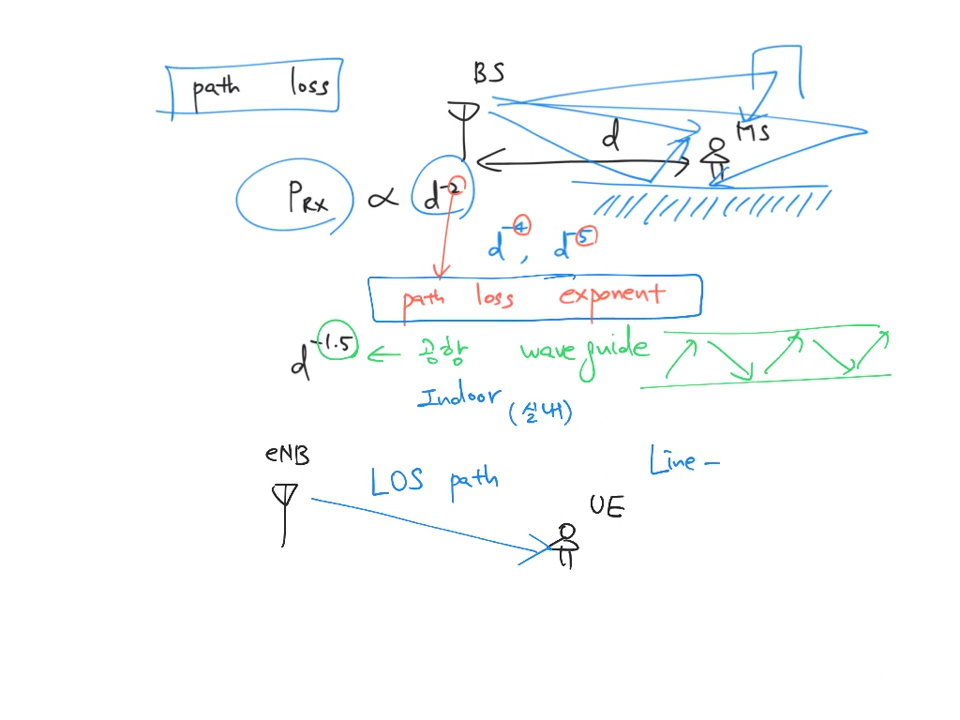 path loss
BS
d
MS
P_RX ∝ d^-2
d^-4, d^-5
path loss exponent
d^-1.5 ← 공항 waveguide
Indoor (실내)
eNB
LOS path
Line -
UE